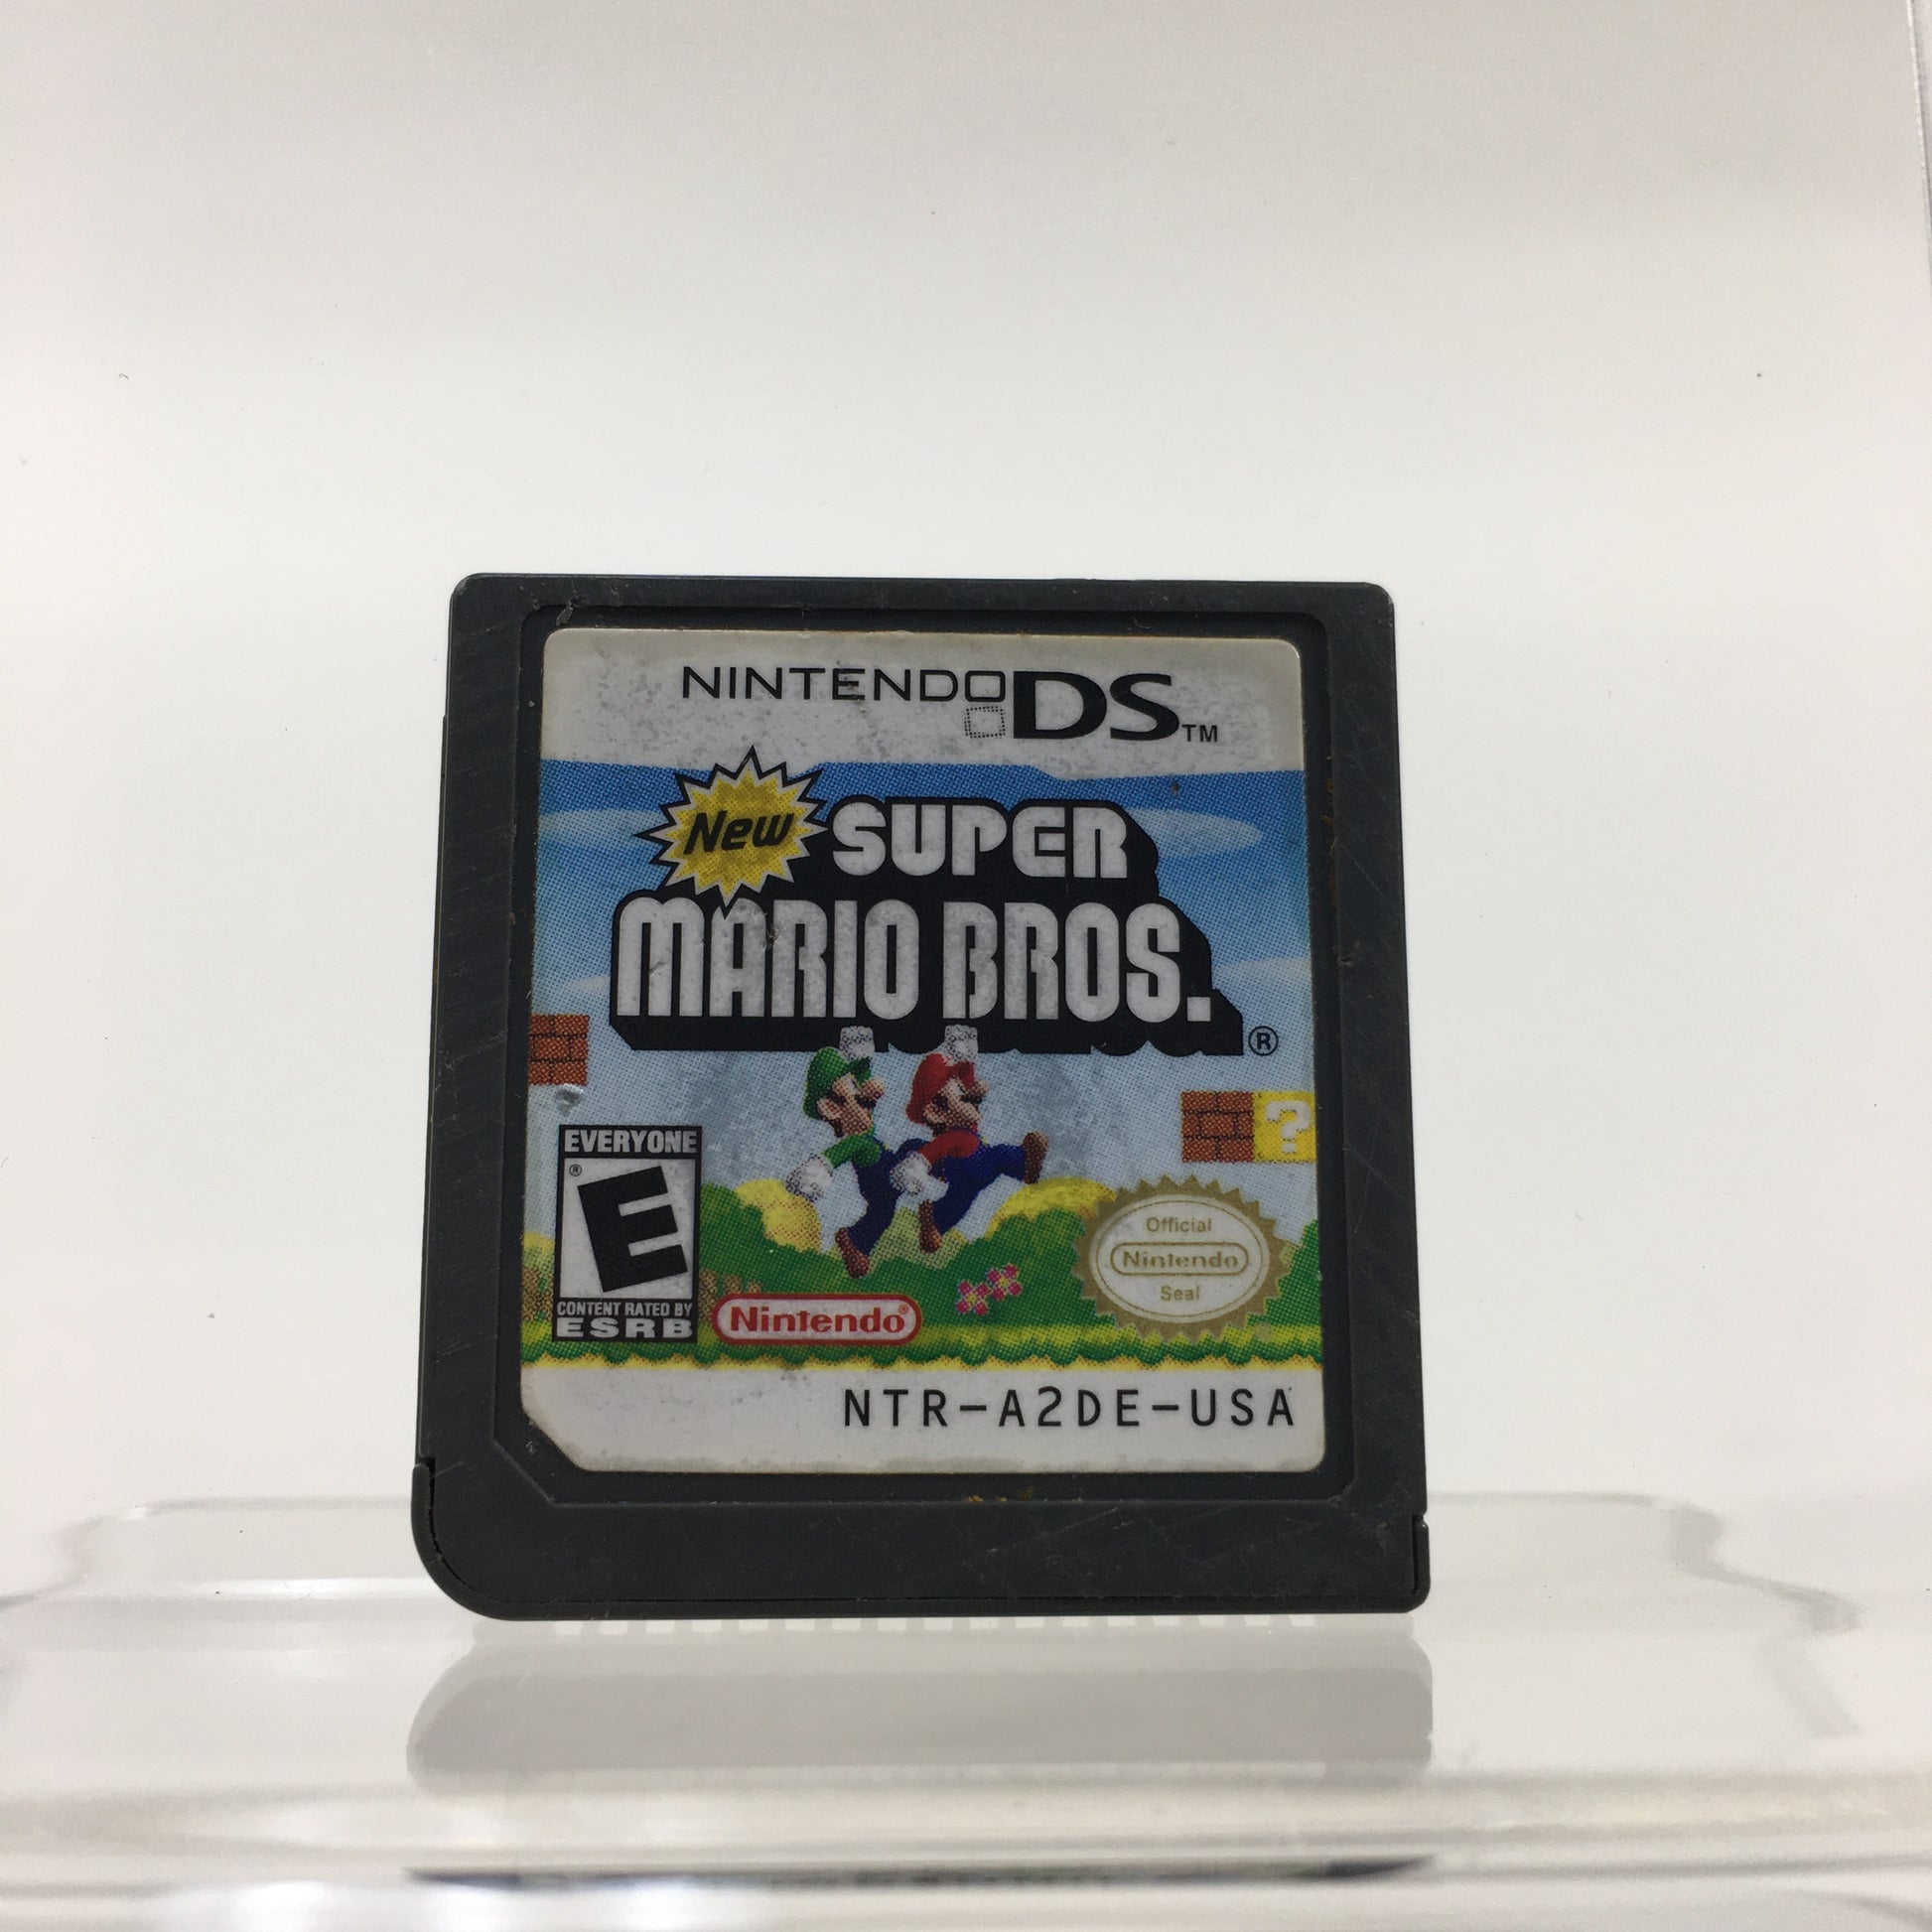 NINTENDO DS™
New SUPER
MARIO BROS.
®
?
EVERYONE
®
E
CONTENT RATED BY
ESRB
Nintendo®
Official
Nintendo
Seal
NTR-A2DE-USA